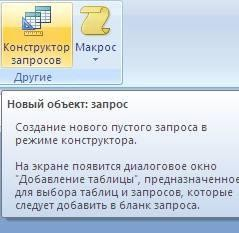 Конструктор Макрос
запросов
Другие
Новый объект: запрос
Создание нового пустого запроса в
режиме конструктора.
На экране появится диалоговое окно
"Добавление таблицы", предназначенное
для выбора таблиц и запросов, которые
следует добавить в бланк запроса.